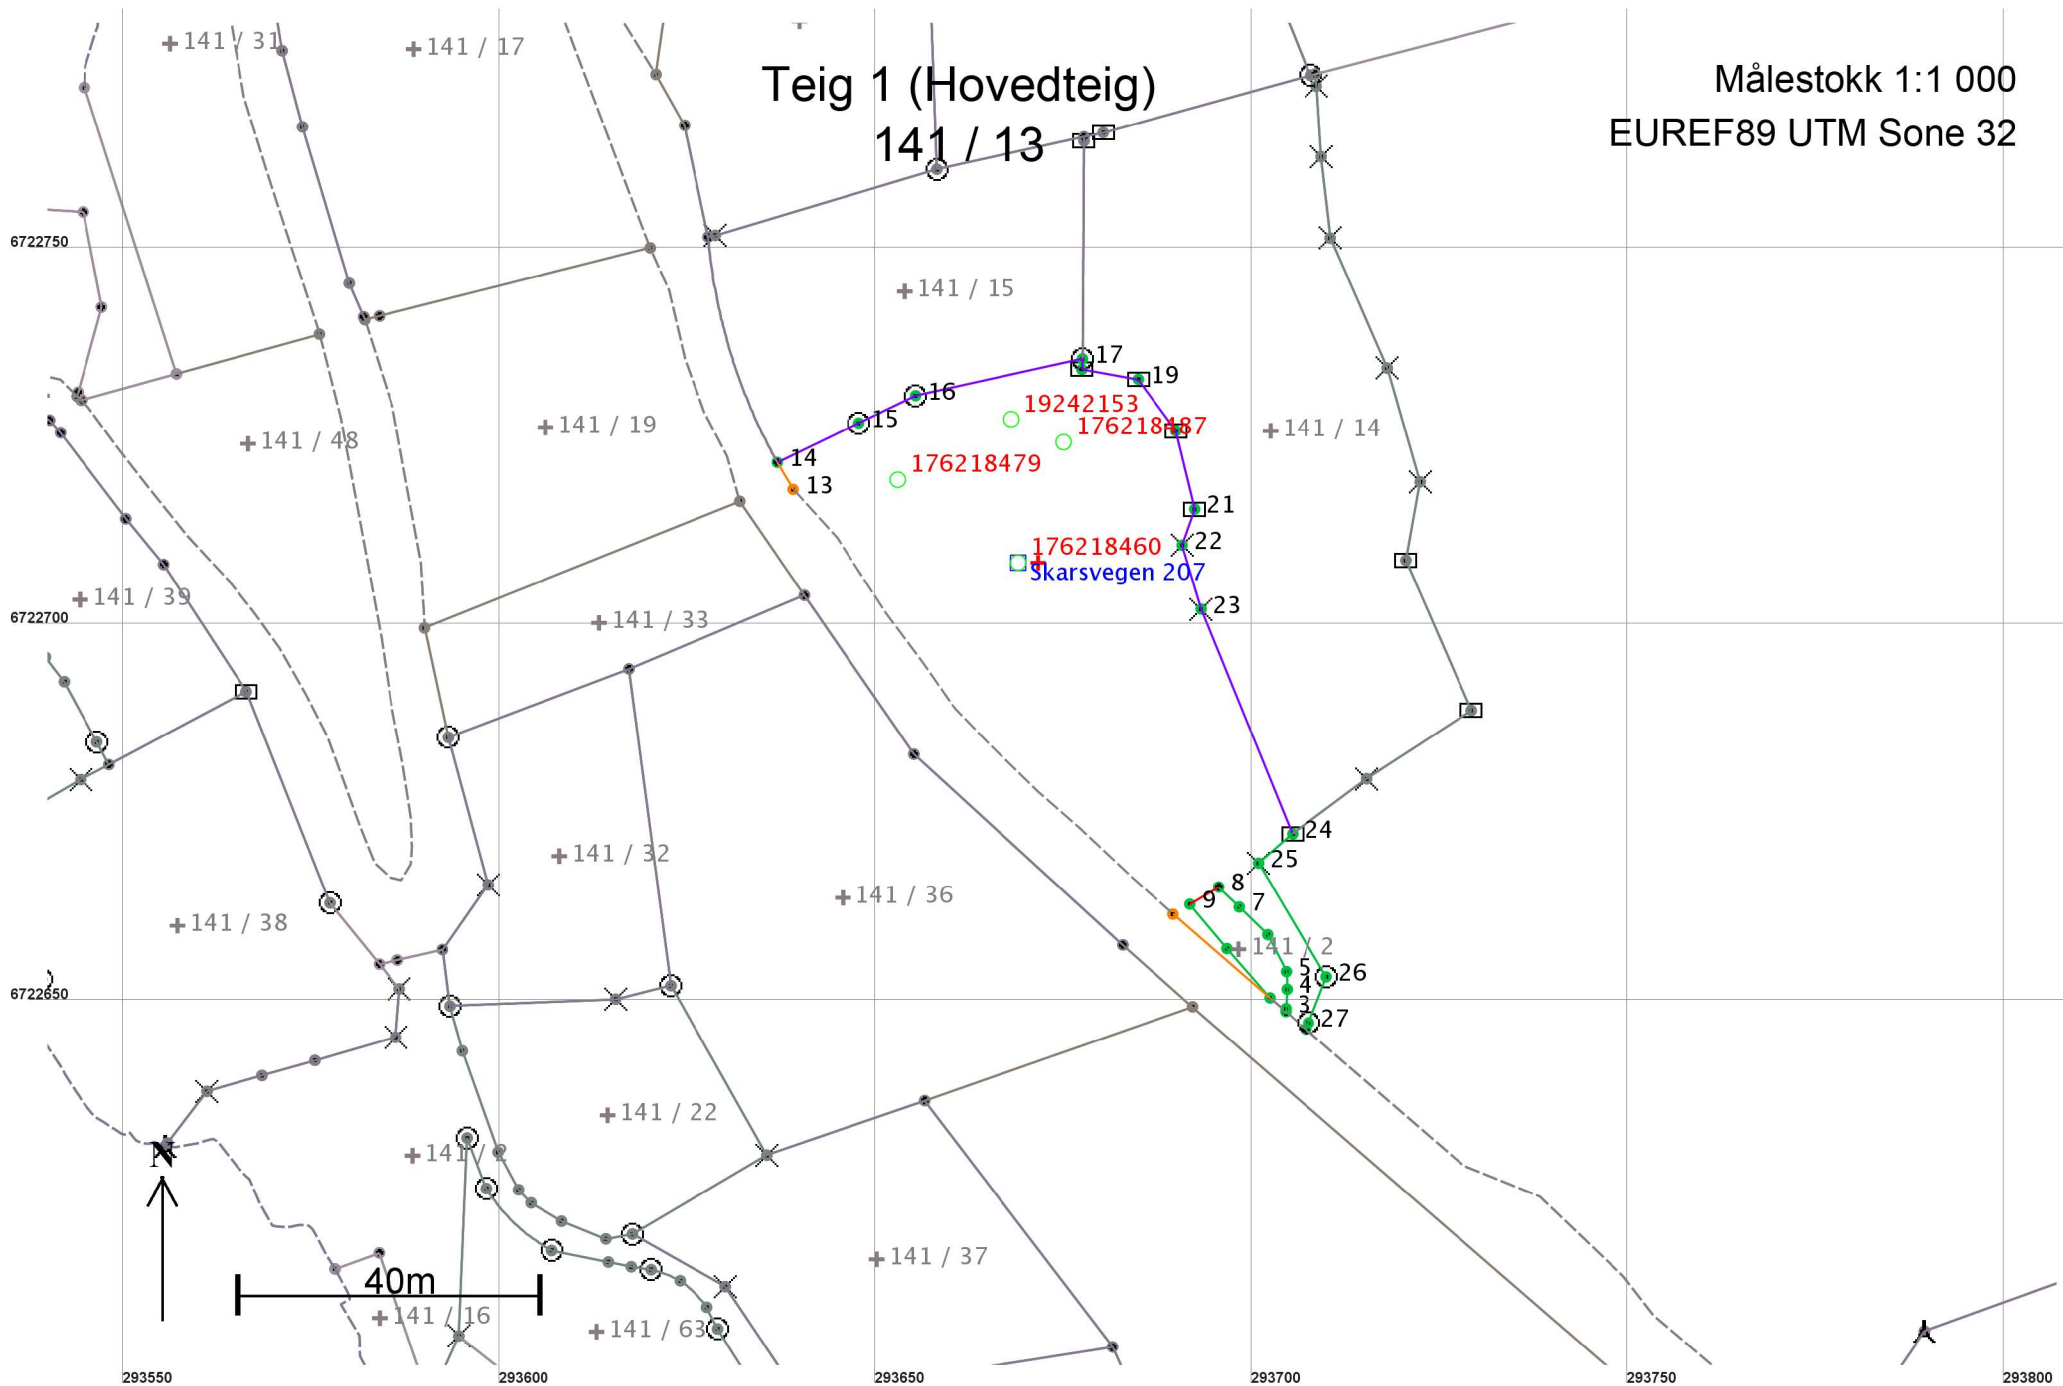 141 / 31
141 / 17
Teig 1 (Hovedteig)
141 / 13
Målestokk 1:1 000
EUREF89 UTM Sone 32
6722750
141 / 15
17
19
19242153
176218487
141 / 14
16
15
141 / 19
141 / 48
14
13
176218479
21
22
176218460
Skarsvegen 207
23
141 / 39
6722700
141 / 33
24
25
141 / 32
141 / 36
8
7
9
141 / 38
141 / 2
5
4
3
26
27
6722650
141 / 22
N
141 / 2
141 / 37
40m
141 / 16
141 / 63
293550
293600
293650
293700
293750
293800